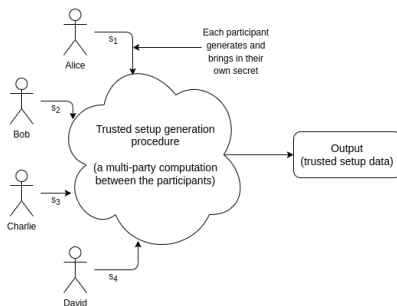 s1
Alice
Each participant
generates and
brings in their
own secret
s2
Bob
Trusted setup generation
procedure
(a multi-party computation
between the participants)
Output
(trusted setup data)
s3
Charlie
s4
David